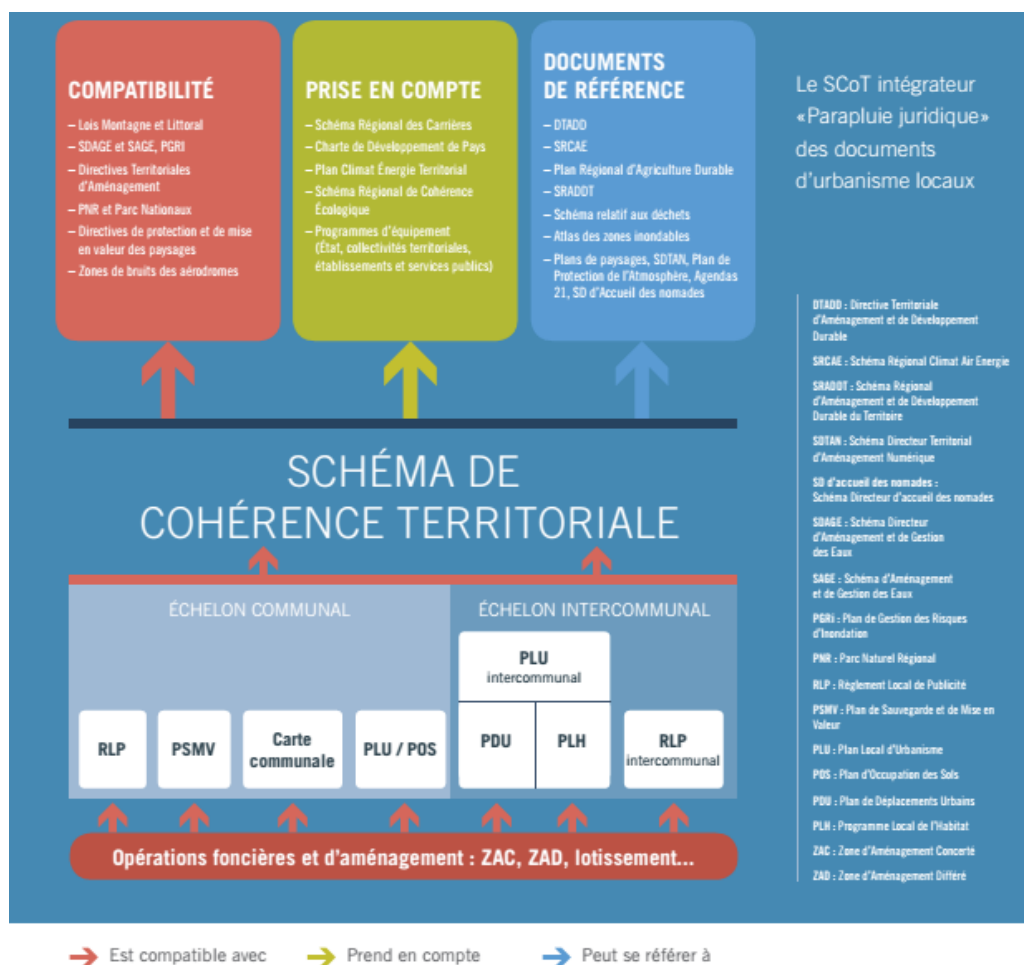 COMPATIBILITÉ
– Lois Montagne et Littoral
– SDAGE et SAGE, PGRI
– Directives Territoriales
d'Aménagement
– PNR et Parc Nationaux
– Directives de protection et de mise
en valeur des paysages
– Zones de bruits des aérodromes
PRISE EN COMPTE
– Schéma Régional des Carrières
– Charte de Développement de Pays
– Plan Climat Énergie Territorial
– Schéma Régional de Cohérence
Écologique
– Programmes d'équipement
(État, collectivités territoriales,
établissements et services publics)
DOCUMENTS
DE RÉFÉRENCE
– DTADD
– SRCAE
– Plan Régional d'Agriculture Durable
– SRADDT
– Schéma relatif aux déchets
– Atlas des zones inondables
– Plans de paysages, SDTAN, Plan de
Protection de l'Atmosphère, Agendas
21, SD d'Accueil des nomades
Le SCoT intégrateur
«Parapluie juridique»
des documents
d'urbanisme locaux
SCHÉMA DE
COHÉRENCE TERRITORIALE
ÉCHELON COMMUNAL
ÉCHELON INTERCOMMUNAL
PLU
intercommunal
RLP
PSMV
Carte
communale
PLU / POS
PDU
PLH
RLP
intercommunal
Opérations foncières et d'aménagement : ZAC, ZAD, lotissement...
DTADD : Directive Territoriale
d'Aménagement et de Développement
Durable
SRCAE : Schéma Régional Climat Air Energie
SRADDT : Schéma Régional
d'Aménagement et de Développement
Durable du Territoire
SDTAN : Schéma Directeur Territorial
d'Aménagement Numérique
SD d'accueil des nomades :
Schéma Directeur d'accueil des nomades
SDAGE : Schéma Directeur
d'Aménagement et de Gestion
des Eaux
SAGE : Schéma d'Aménagement
et de Gestion des Eaux
PGRi : Plan de Gestion des Risques
d'Inondation
PNR : Parc Naturel Régional
RLP : Règlement Local de Publicité
PSMV : Plan de Sauvegarde et de Mise en
Valeur
PLU : Plan Local d'Urbanisme
POS : Plan d'Occupation des Sols
PDU : Plan de Déplacements Urbains
PLH : Programme Local de l'Habitat
ZAC : Zone d'Aménagement Concerté
ZAD : Zone d'Aménagement Différé
Est compatible avec
Prend en compte
Peut se référer à